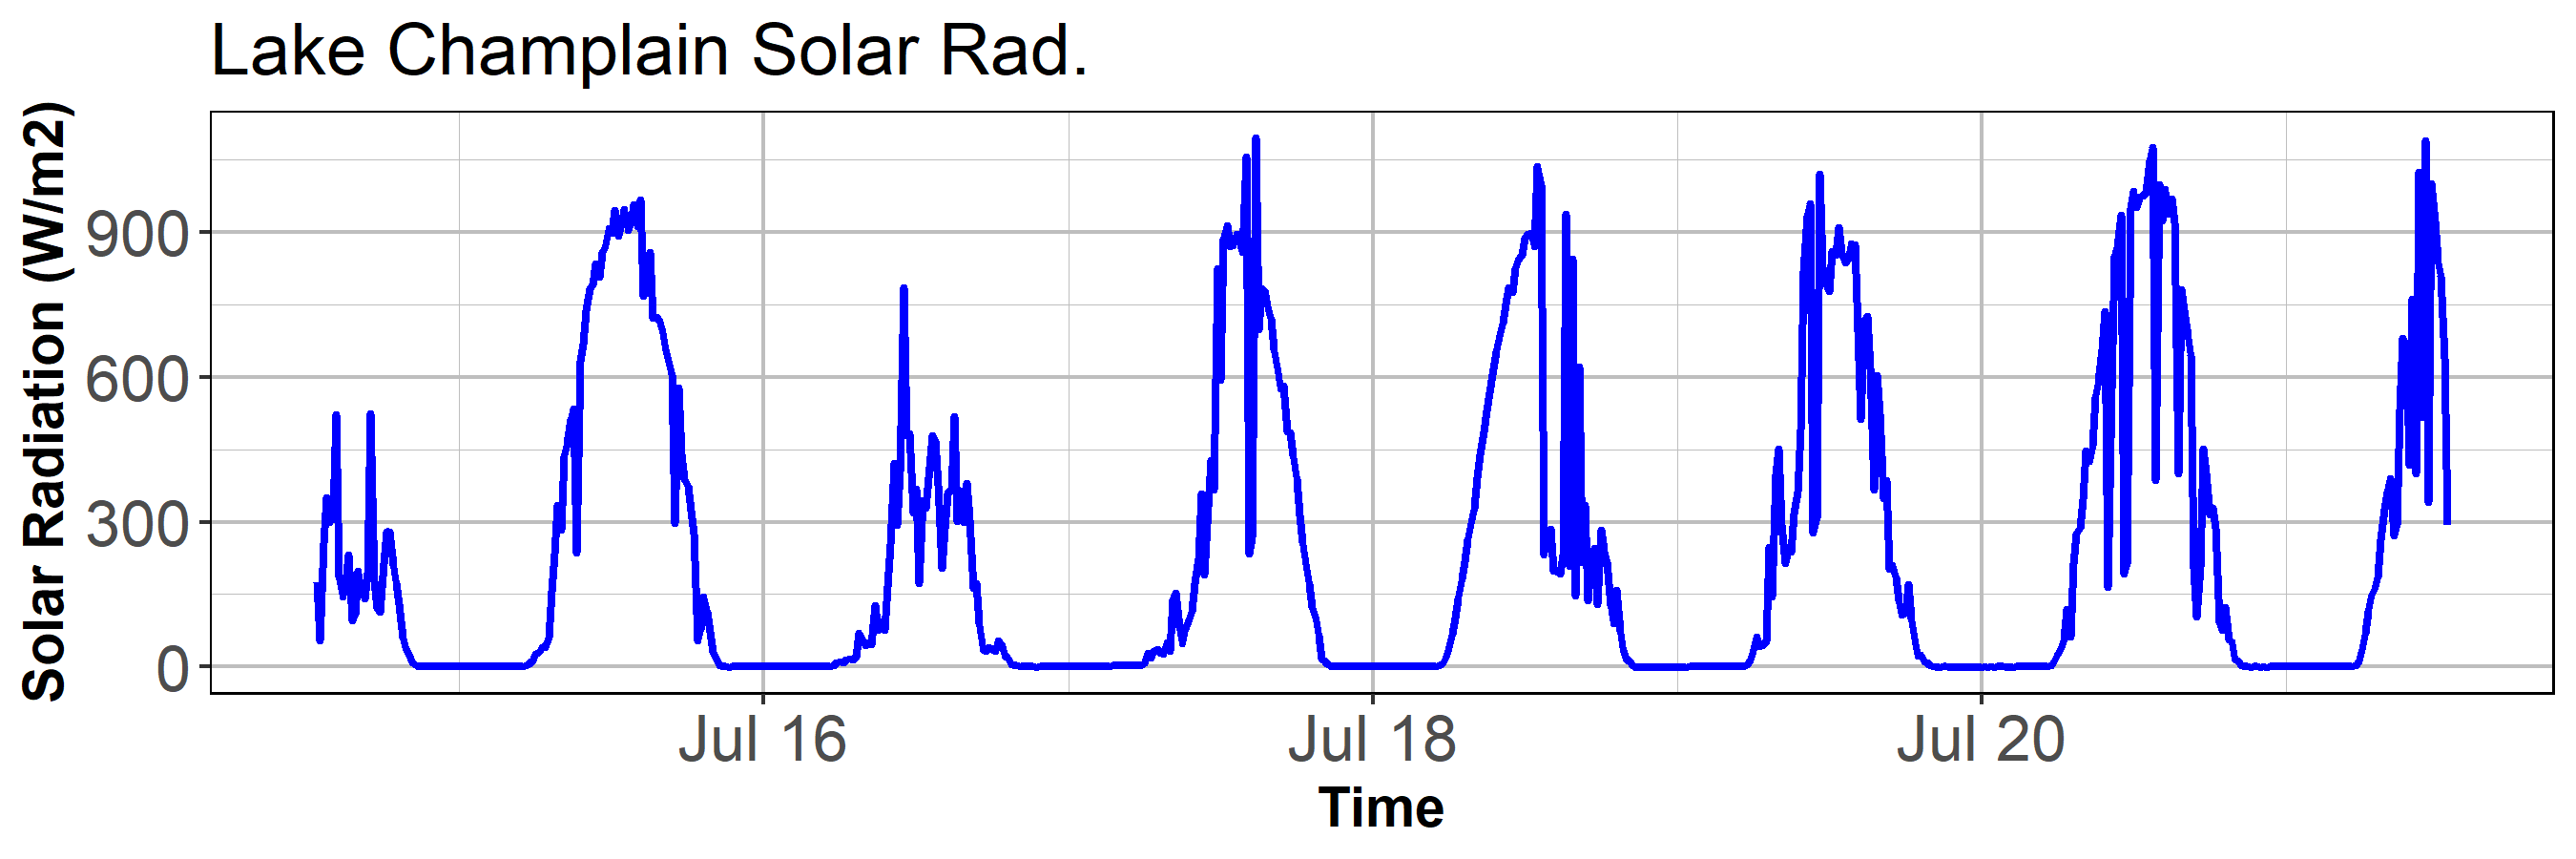 Lake Champlain Solar Rad.
Solar Radiation (W/m2)
900
600
300
0
Jul 16
Jul 18
Jul 20
Time